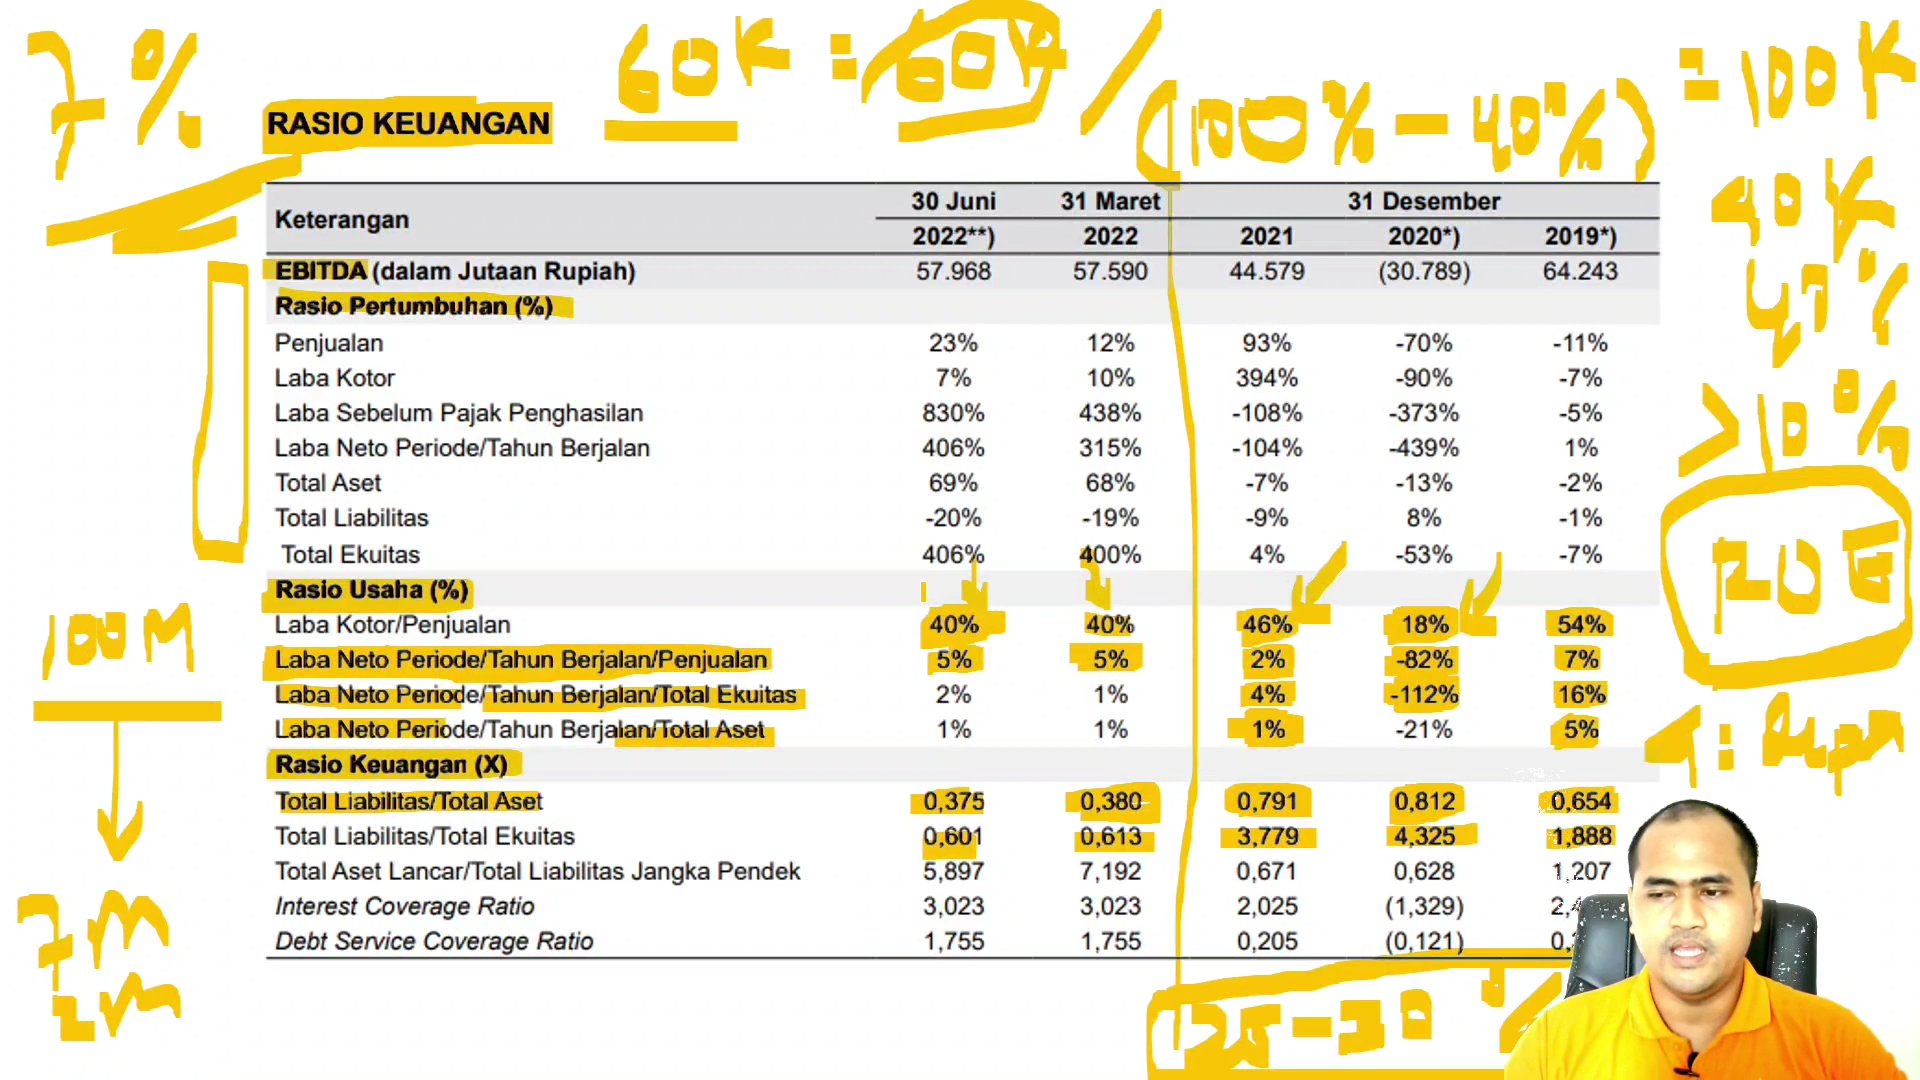 7%
60K = 60K / (100% - 40%) = 100K
RASIO KEUANGAN
40K
Keterangan 30 Juni 31 Maret 31 Desember
2022**) 2022 2021 2020*) 2019*)
EBITDA (dalam Jutaan Rupiah) 57.968 57.590 44.579 (30.789) 64.243
Rasio Pertumbuhan (%)
Penjualan 23% 12% 93% -70% -11%
Laba Kotor 7% 10% 394% -90% -7%
Laba Sebelum Pajak Penghasilan 830% 438% -108% -373% -5%
>10%
Laba Neto Periode/Tahun Berjalan 406% 315% -104% -439% 1%
Total Aset 69% 68% -7% -13% -2%
Total Liabilitas -20% -19% -9% 8% -1%
Total Ekuitas 406% 400% 4% -53% -7%
Rasio Usaha (%)
100M
Laba Kotor/Penjualan 40% 40% 46% 18% 54%
Laba Neto Periode/Tahun Berjalan/Penjualan 5% 5% 2% -82% 7%
Laba Neto Periode/Tahun Berjalan/Total Ekuitas 2% 1% 4% -112% 16%
Laba Neto Periode/Tahun Berjalan/Total Aset 1% 1% 1% -21% 5%
Rasio Keuangan (X)
Total Liabilitas/Total Aset 0,375 0,380 0,791 0,812 0,654
Total Liabilitas/Total Ekuitas 0,601 0,613 3,779 4,325 1,888
Total Aset Lancar/Total Liabilitas Jangka Pendek 5,897 7,192 0,671 0,628 1,207
Interest Coverage Ratio 3,023 3,023 2,025 (1,329)
7M
Debt Service Coverage Ratio 1,755 1,755 0,205 (0,121)
2M